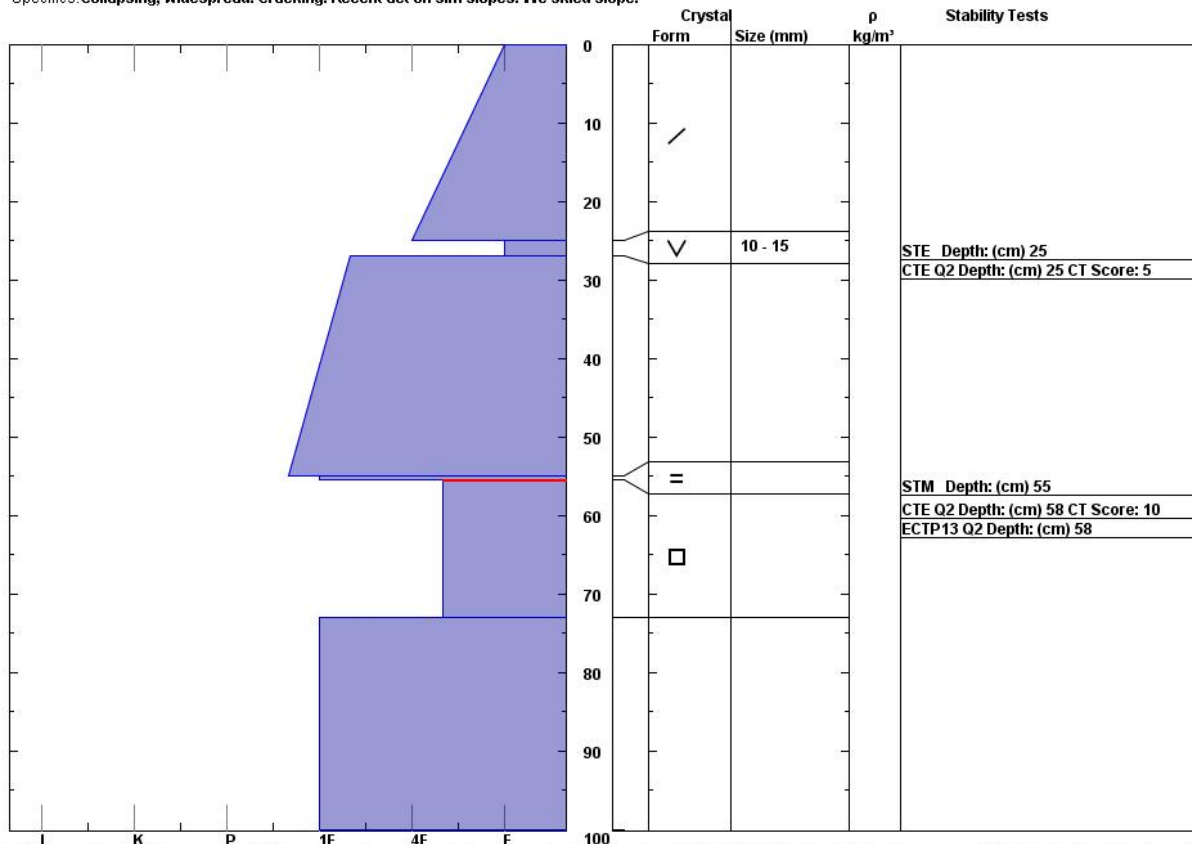 Collapsing, widespread. Cracking. Recent act on sim slopes. We skied slope.
Crystal ρ Stability Tests
Form Size (mm) kg/m³
0
10
20
10 - 15
STE Depth: (cm) 25
CTE Q2 Depth: (cm) 25 CT Score: 5
30
40
50
=
STM Depth: (cm) 55
CTE Q2 Depth: (cm) 58 CT Score: 10
60
ECTP13 Q2 Depth: (cm) 58
70
80
90
I K P 1F 4F F 100